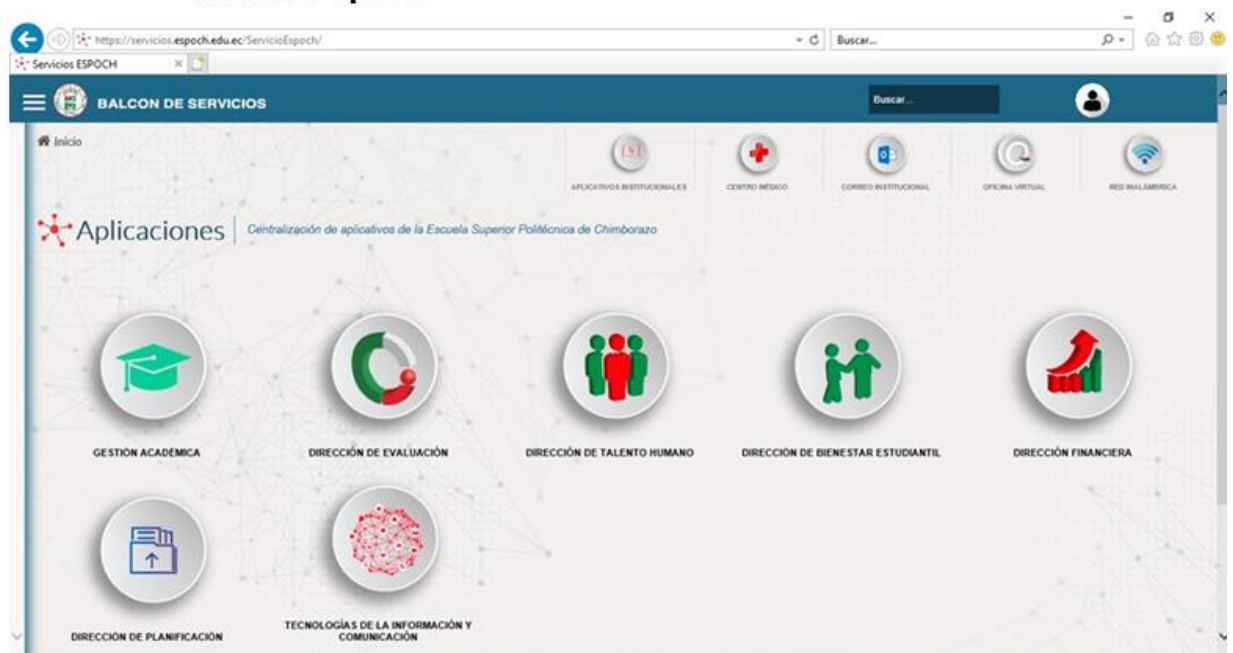 https://servicios.espoch.edu.ec/ServicioEspoch/
Buscar...
Servicios ESPOCH
BALCON DE SERVICIOS
Buscar...
Inicio
APLICATIVOS INSTITUCIONALES
CENTRO MÉDICO
CORREO INSTITUCIONAL
OFICINA VIRTUAL
RED INALÁMBRICA
Aplicaciones
Centralización de aplicativos de la Escuela Superior Politécnica de Chimborazo
GESTIÓN ACADÉMICA
DIRECCIÓN DE EVALUACIÓN
DIRECCIÓN DE TALENTO HUMANO
DIRECCIÓN DE BIENESTAR ESTUDIANTIL
DIRECCIÓN FINANCIERA
DIRECCIÓN DE PLANIFICACIÓN
TECNOLOGÍAS DE LA INFORMACIÓN Y
COMUNICACIÓN